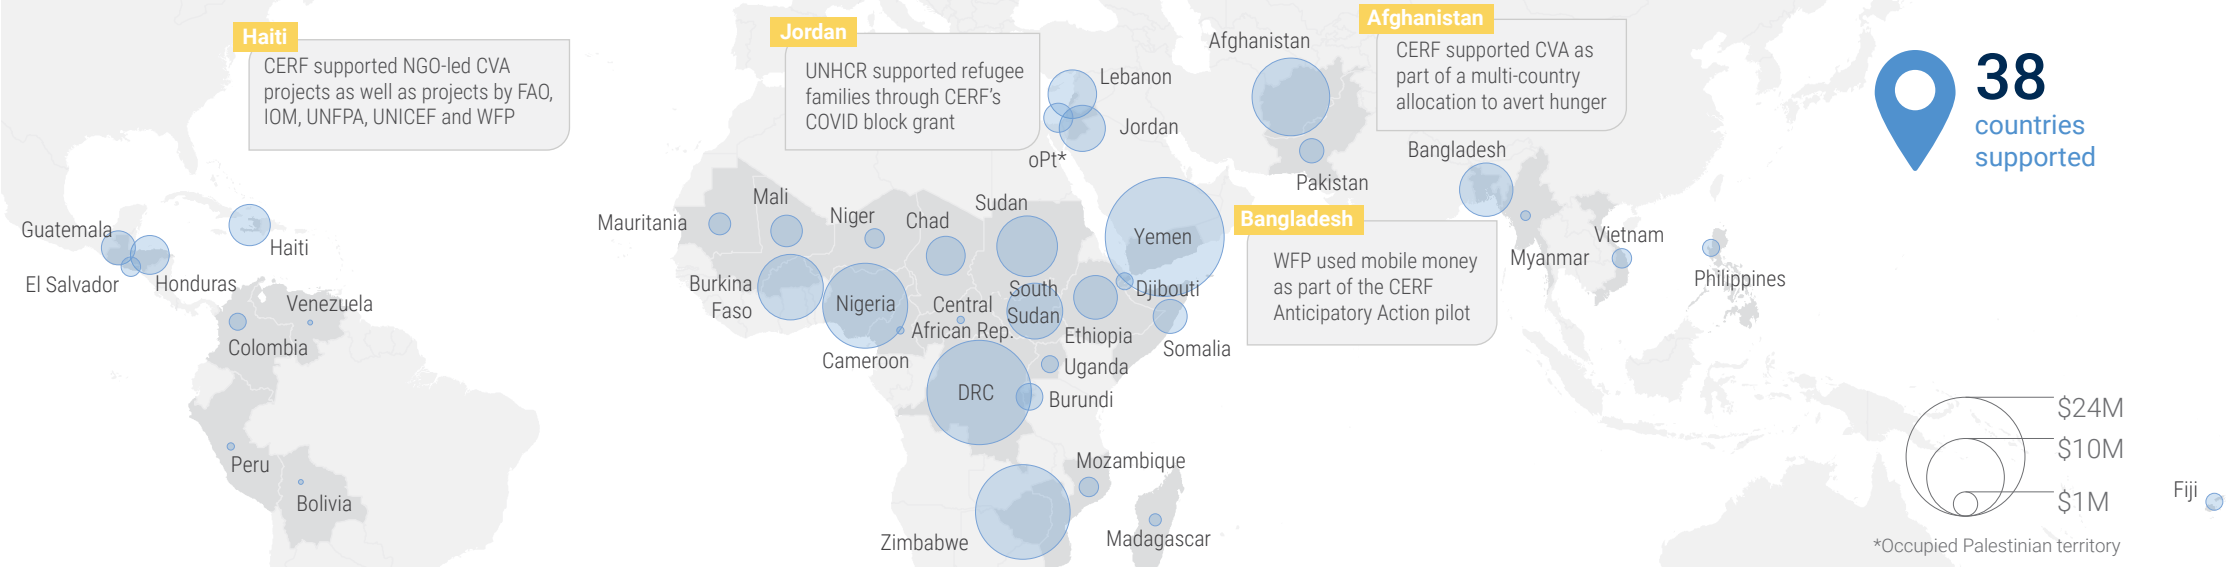 Haiti
CERF supported NGO-led CVA
projects as well as projects by FAO,
IOM, UNFPA, UNICEF and WFP
Jordan
UNHCR supported refugee
families through CERF's
COVID block grant
Afghanistan
CERF supported CVA as
part of a multi-country
allocation to avert hunger
38
countries
supported
Afghanistan
Lebanon
Jordan
oPt*
Pakistan
Bangladesh
Bangladesh
WFP used mobile money
as part of the CERF
Anticipatory Action pilot
Guatemala
Haiti
El Salvador
Honduras
Venezuela
Colombia
Peru
Bolivia
Mauritania
Mali
Niger
Chad
Sudan
Yemen
Burkina
Faso
Nigeria
Central
African Rep.
South
Sudan
Djibouti
Ethiopia
Somalia
Cameroon
Uganda
DRC
Burundi
Mozambique
Zimbabwe
Madagascar
Myanmar
Vietnam
Philippines
Fiji
$24M
$10M
$1M
*Occupied Palestinian territory